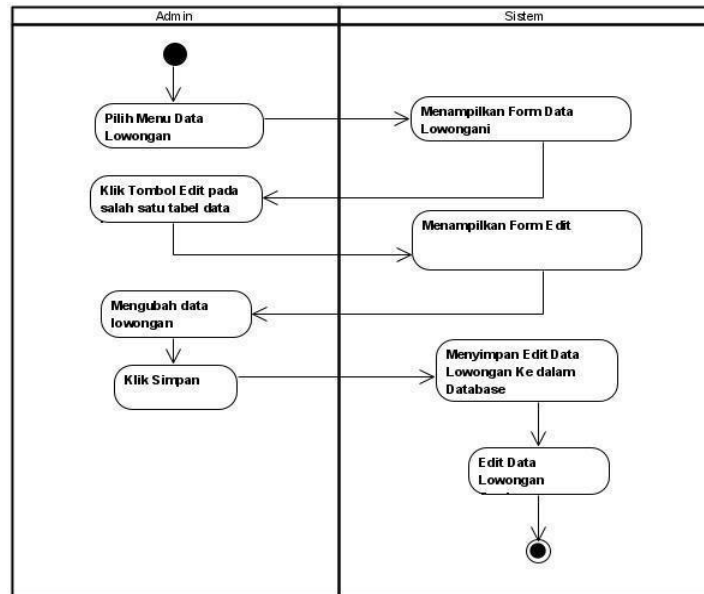 Admin
Sistem
Pilih Menu Data
Lowongan
Menampilkan Form Data
Lowongani
Klik Tombol Edit pada
salah satu tabel data
Menampilkan Form Edit
Mengubah data
lowongan
Klik Simpan
Menyimpan Edit Data
Lowongan Ke dalam
Database
Edit Data
Lowongan